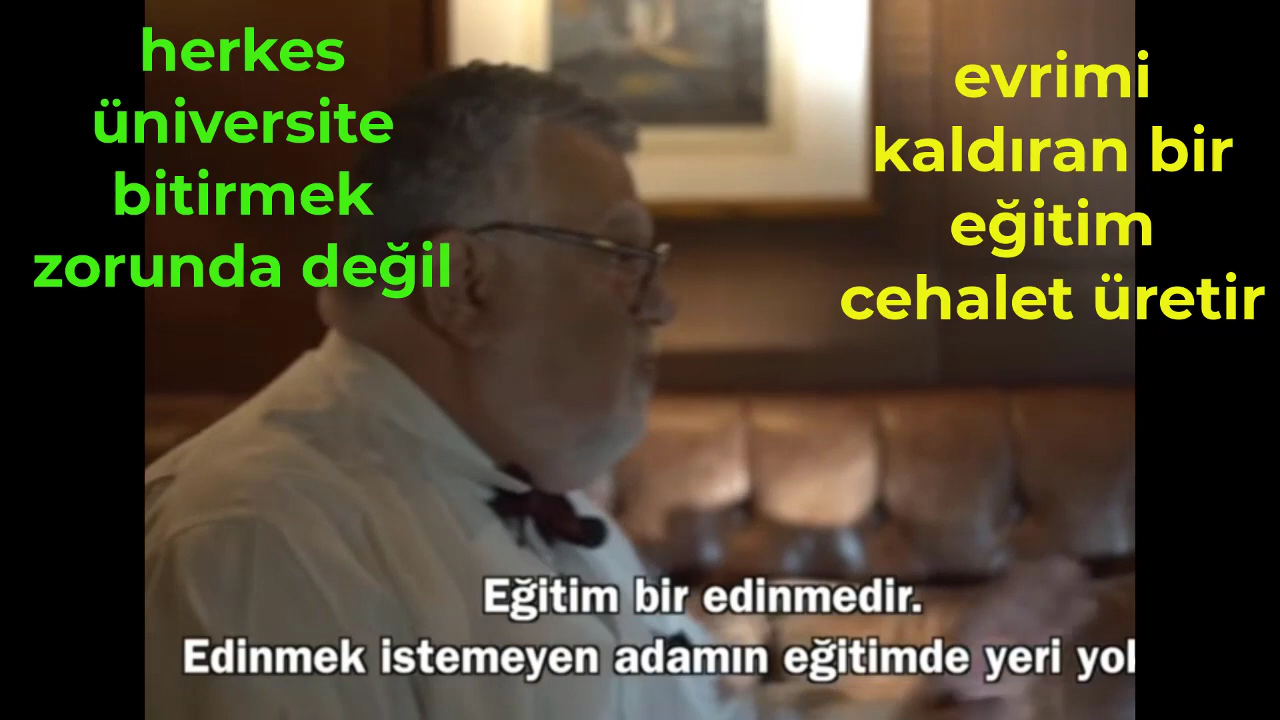 herkes
üniversite
bitirmek
zorunda değil
evrimi
kaldıran bir
eğitim
cehalet üretir
Eğitim bir edinmedir.
Edinmek istemeyen adamın eğitimde yeri